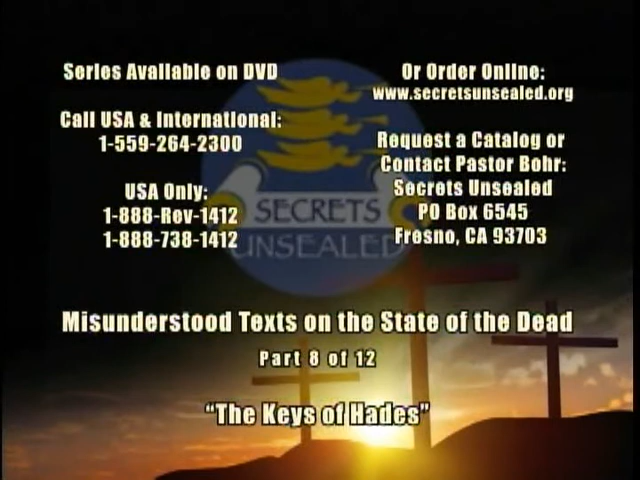 Series Available on DVD
Call USA & International:
1-559-264-2300
USA Only:
1-888-Rev-1412
1-888-738-1412
Or Order Online:
www.secretsunsealed.org
Request a Catalog or
Contact Pastor Bohr:
Secrets Unsealed
PO Box 6545
Fresno, CA 93703
SECRETS
UNSEALED
Misunderstood Texts on the State of the Dead
Part 8 of 12
“The Keys of Hades”